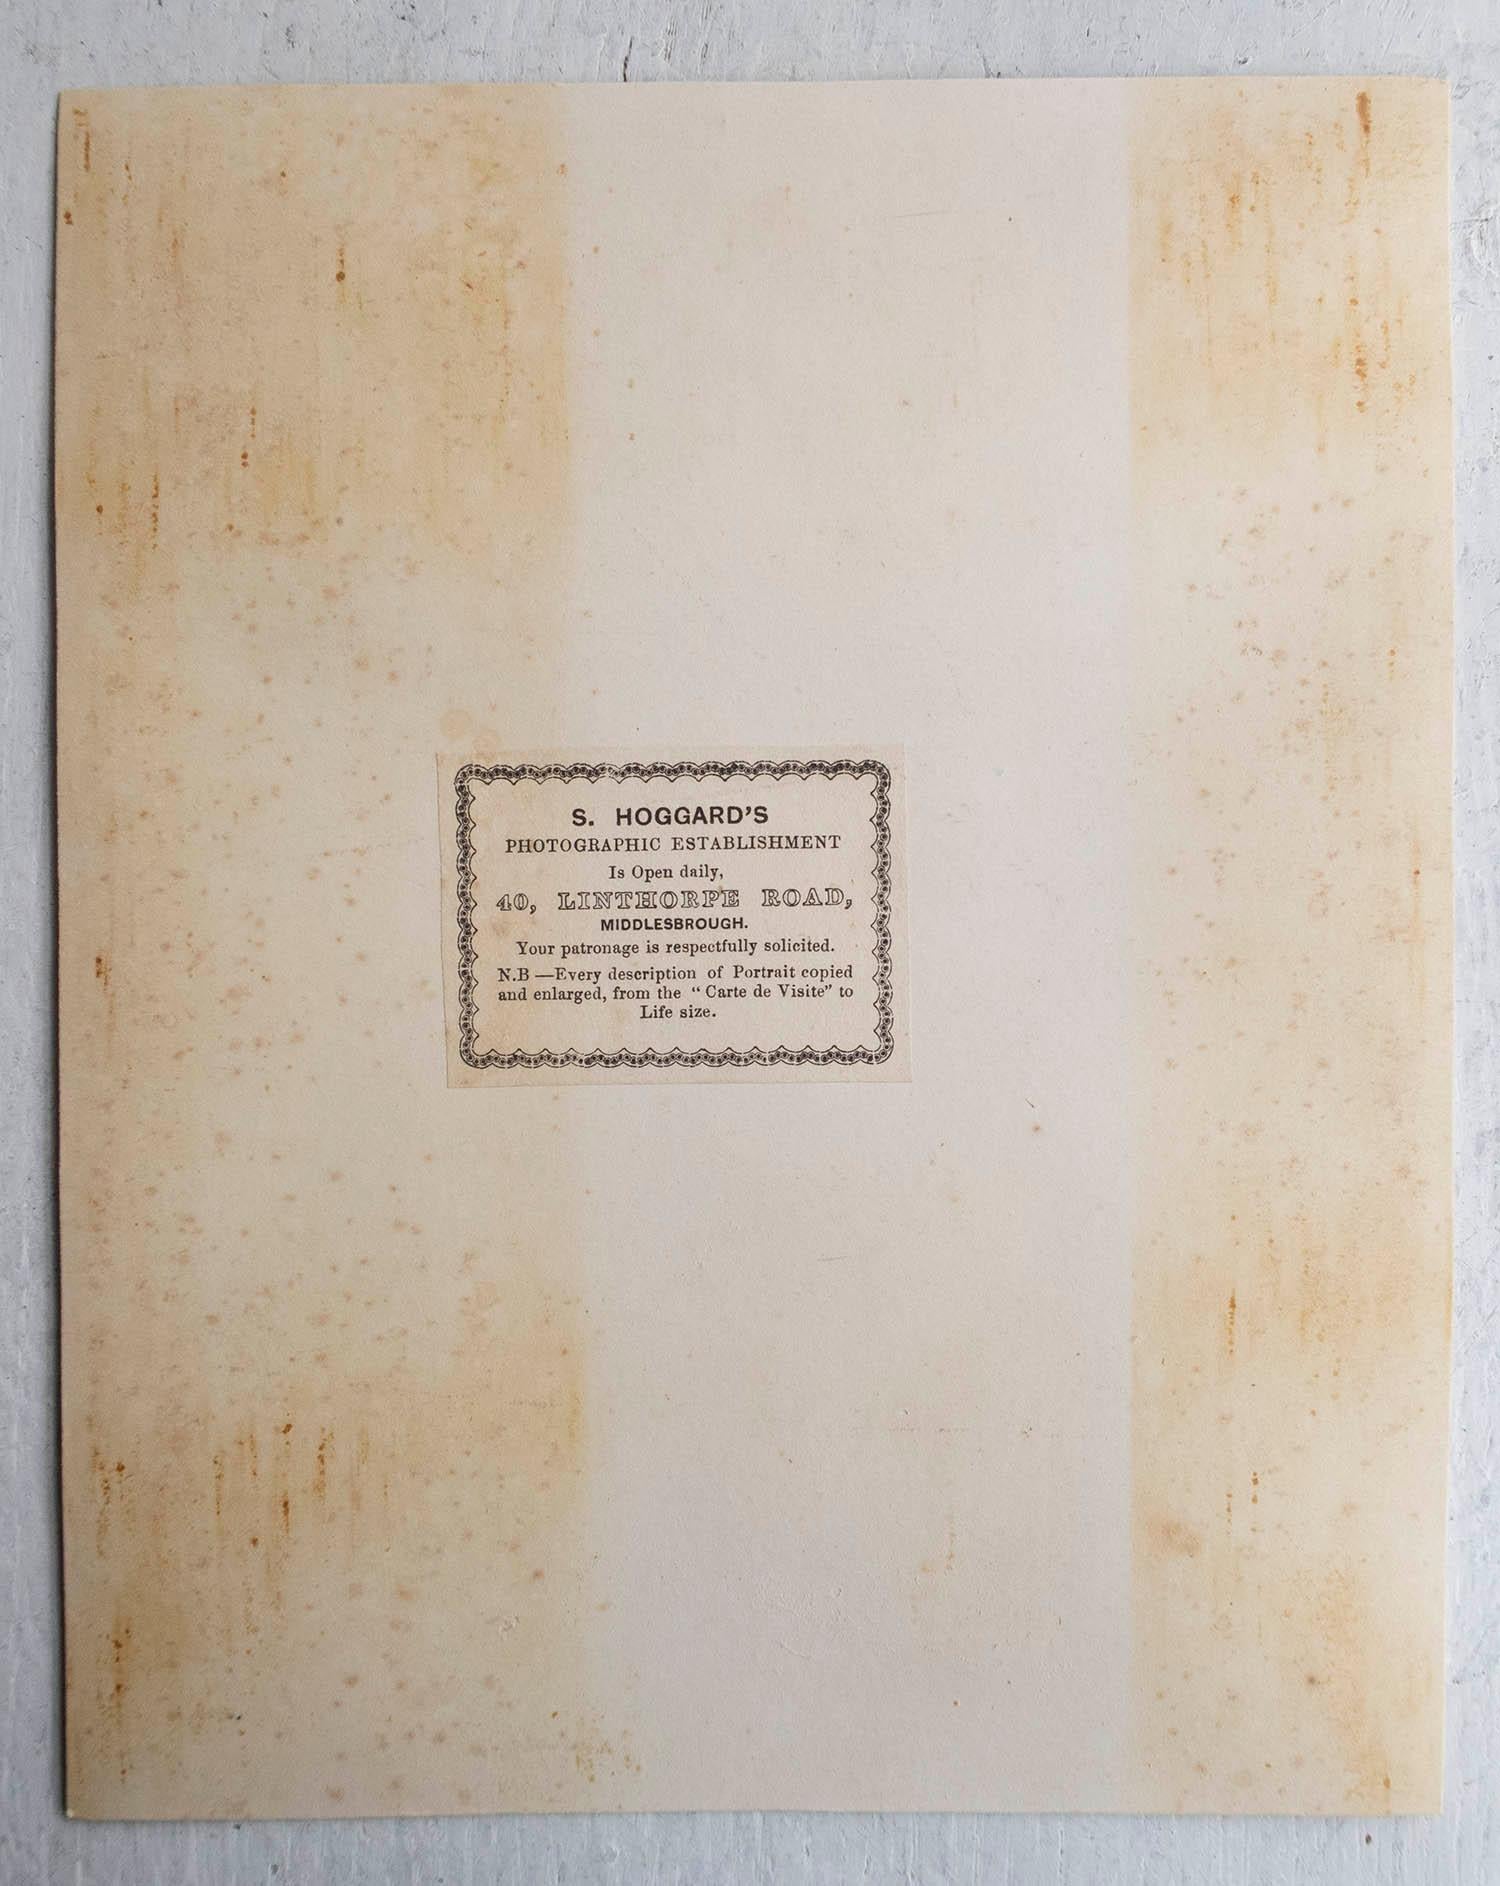 S. HOGGARD'S
PHOTOGRAPHIC ESTABLISHMENT
Is Open daily,
40, LINTHORPE ROAD,
MIDDLESBROUGH.
Your patronage is respectfully solicited.
N.B —Every description of Portrait copied
and enlarged, from the “ Carte de Visite” to
Life size.